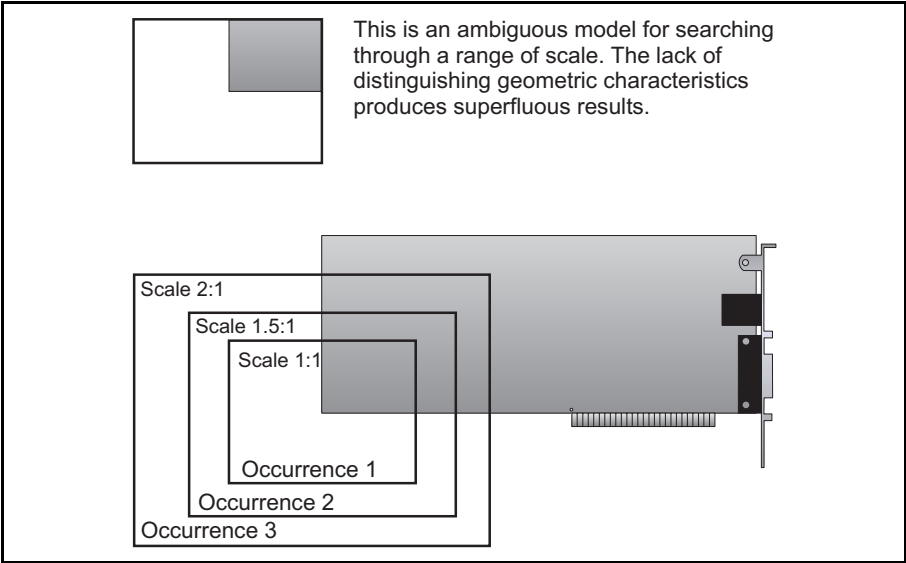 This is an ambiguous model for searching
through a range of scale. The lack of
distinguishing geometric characteristics
produces superfluous results.
Scale 2:1
Scale 1.5:1
Scale 1:1
Occurrence 1
Occurrence 2
Occurrence 3